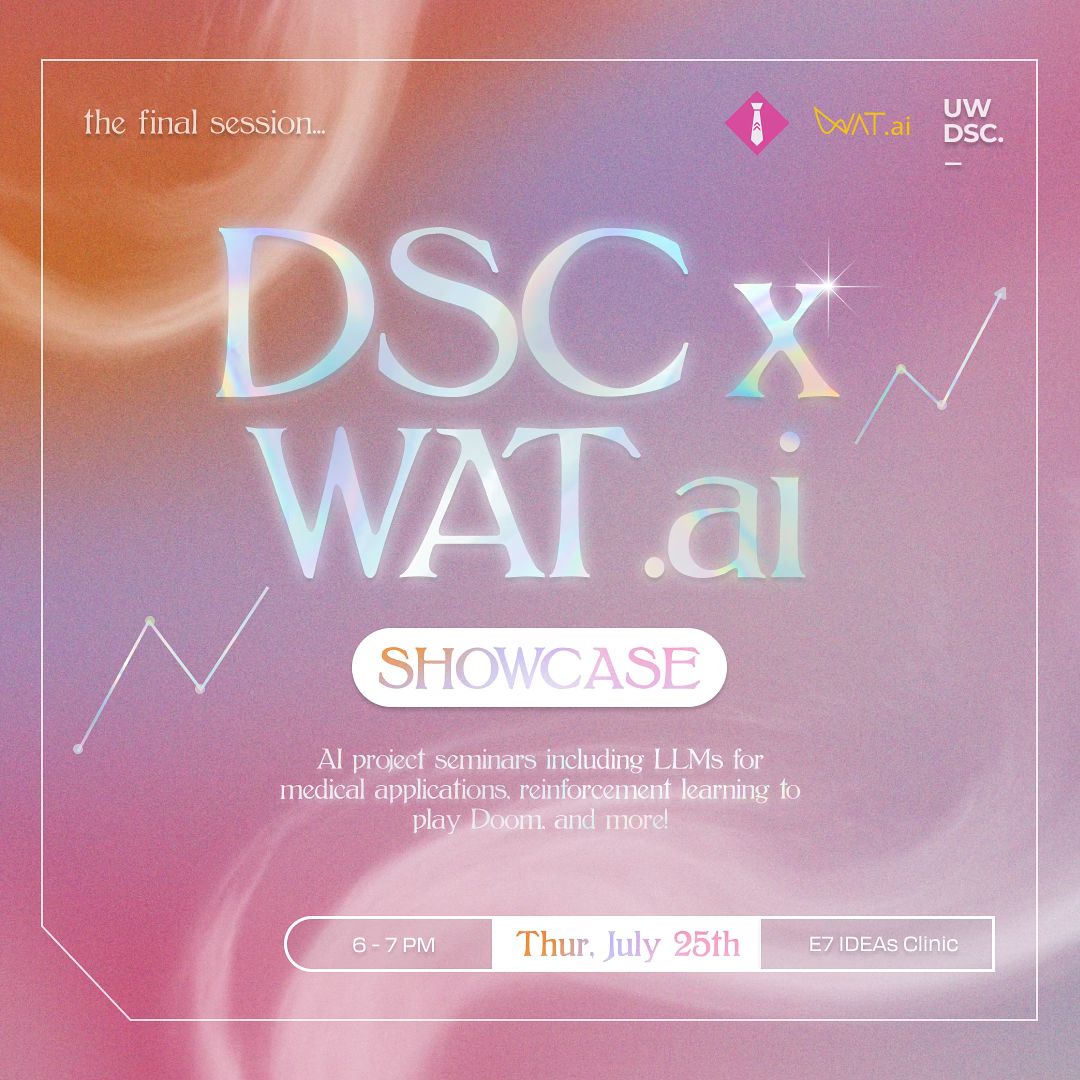 the final session...
WAT.ai
UW
DSC.
DSC x
WAT.ai
SHOWCASE
AI project seminars including LLMs for
medical applications, reinforcement learning to
play Doom, and more!
6 - 7 PM
Thur, July 25th
E7 IDEAs Clinic